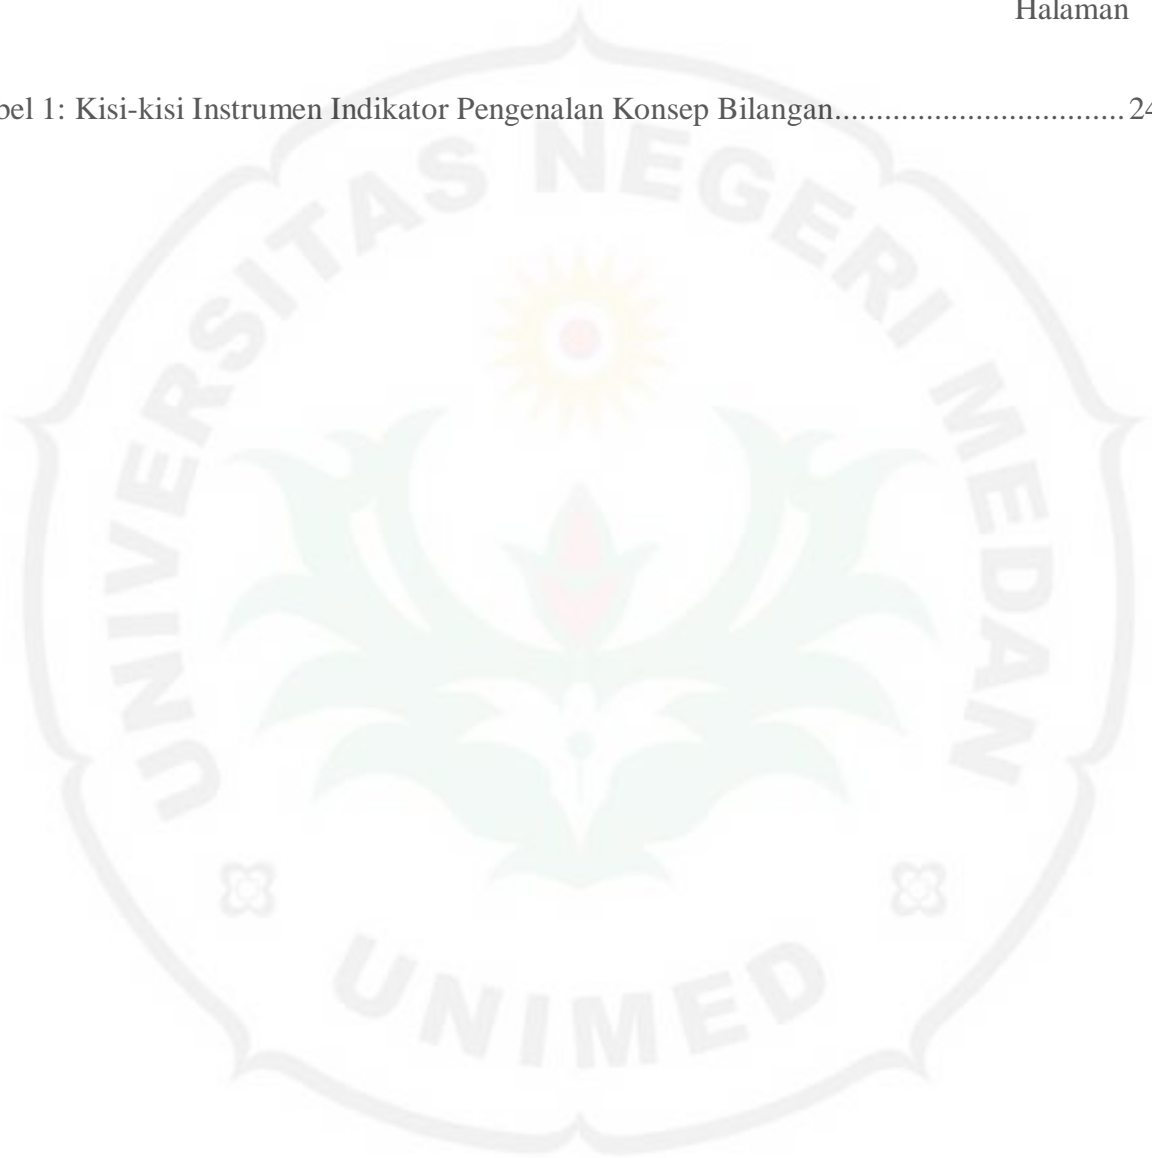 Halaman
bel 1: Kisi-kisi Instrumen Indikator Pengenalan Konsep Bilangan................................... 24
UNIVERSITAS NEGERI MEDAN
UNIMED